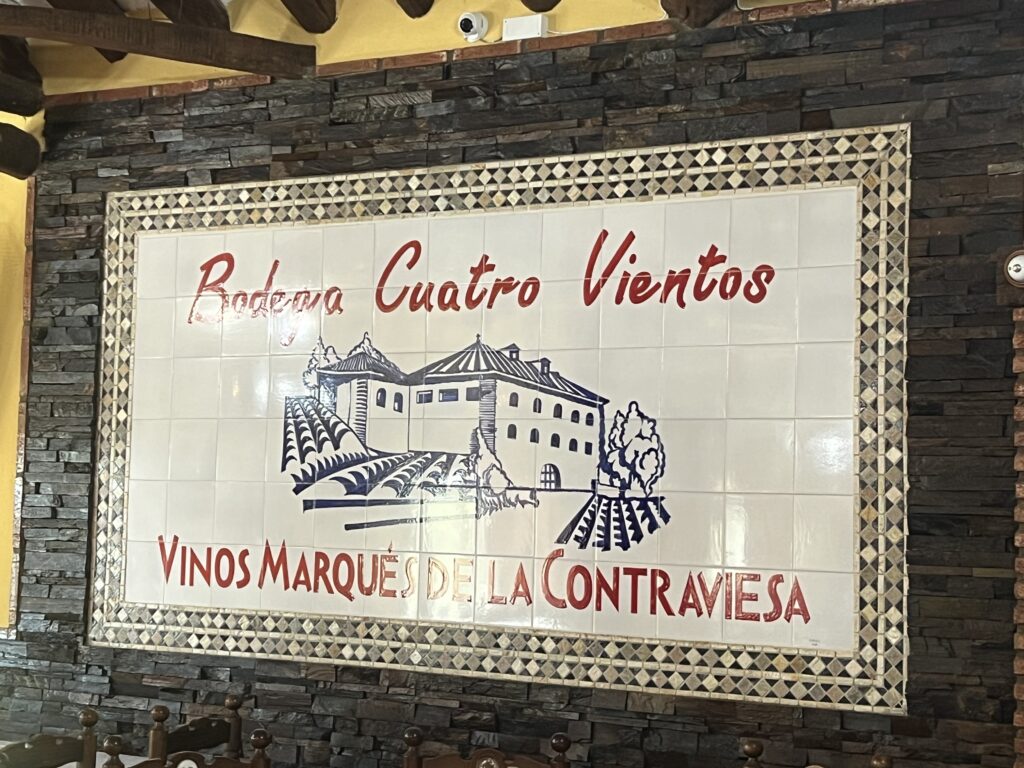 Bodega Cuatro Vientos
VINOS MARQUÉS DE LA CONTRAVIESA